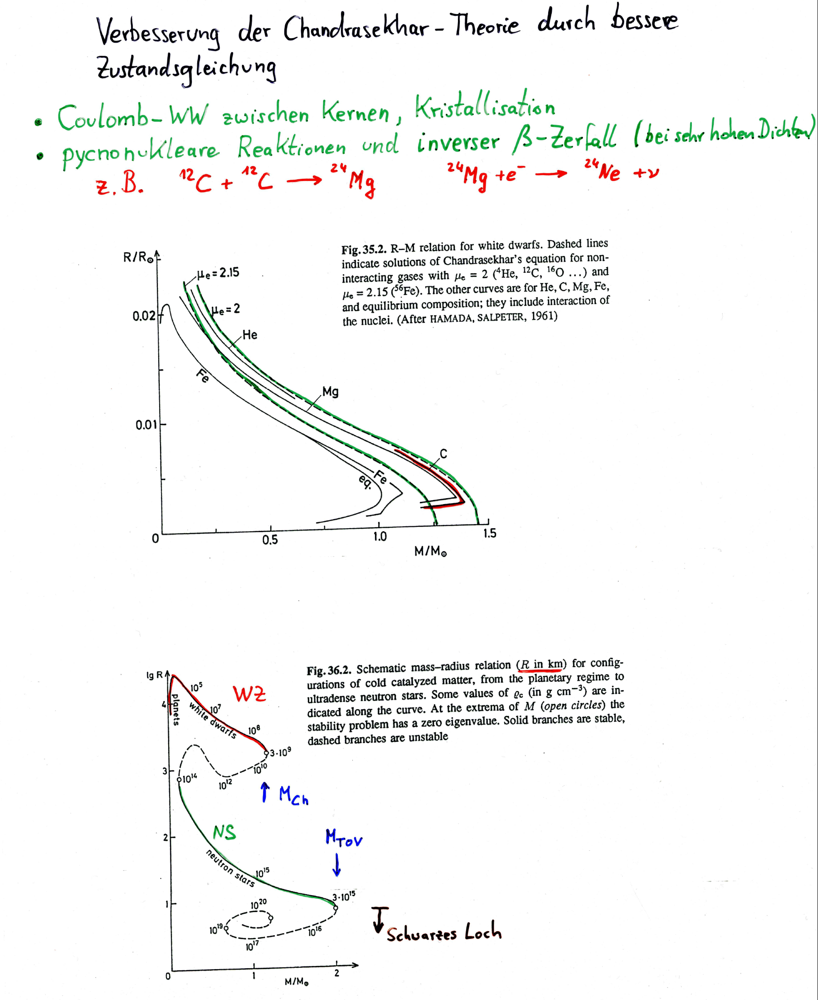 Verbesserung der Chandrasekhar-Theorie durch bessere
Zustandsgleichung
• Coulomb-WW zwischen Kernen, Kristallisation
• pycnonukleare Reaktionen und inverser β-Zerfall (bei sehr hohen Dichten)
z.B. ¹²C + ¹²C → ²⁴Mg ²⁴Mg + e⁻ → ²⁴Ne + ν
Fig. 35.2. R–M relation for white dwarfs. Dashed lines
indicate solutions of Chandrasekhar's equation for non-
interacting gases with μₑ = 2 (⁴He, ¹²C, ¹⁶O ...) and
μₑ = 2.15 (⁵⁶Fe). The other curves are for He, C, Mg, Fe,
and equilibrium composition; they include interaction of
the nuclei. (After HAMADA, SALPETER, 1961)
R/R⊙
μₑ = 2.15
μₑ = 2
0.02
He
Fe
Mg
0.01
C
Fe
eq.
0
0.5
1.0
1.5
M/M⊙
Fig. 36.2. Schematic mass–radius relation (R in km) for config-
urations of cold catalyzed matter, from the planetary regime to
ultradense neutron stars. Some values of ϱc (in g cm⁻³) are in-
dicated along the curve. At the extrema of M (open circles) the
stability problem has a zero eigenvalue. Solid branches are stable,
dashed branches are unstable
lg R
10⁵
WZ
planets
4
white dwarfs
10⁷
10⁸
3·10⁹
3
10¹⁰
10¹⁴
10¹²
↑ MCh
NS
2
MTOV
↓
neutron stars
10¹⁵
3·10¹⁵
1
10²⁰
10¹⁹
10¹⁶
10¹⁷
↓ Schwarzes Loch
0
1
2
M/M⊙